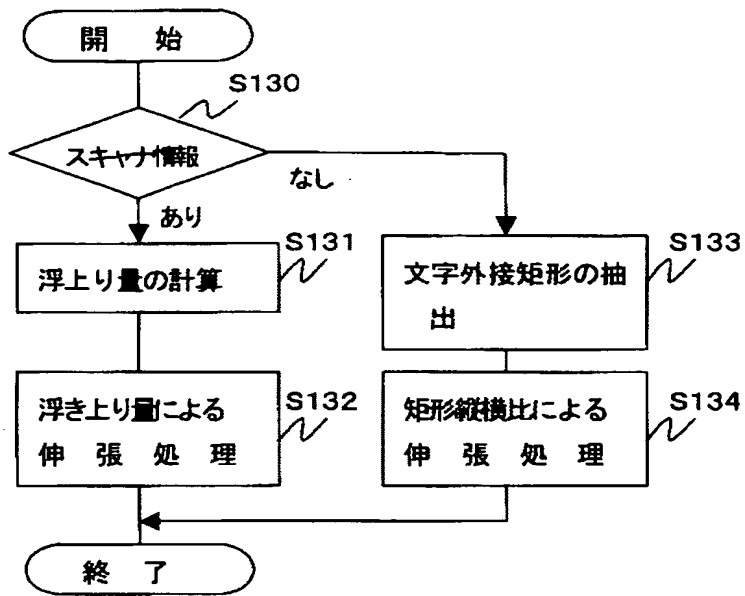 開 始
S130
スキャナ情報
なし
あり
S131
浮上り量の計算
S133
文字外接矩形の抽
出
S132
浮き上り量による
伸 張 処 理
S134
矩形縦横比による
伸 張 処 理
終 了